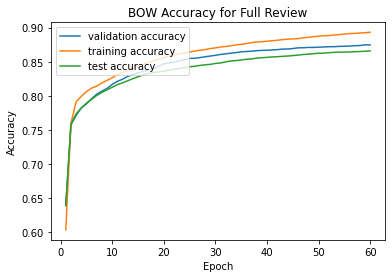 BOW Accuracy for Full Review
validation accuracy
training accuracy
test accuracy
0.90
0.85
0.80
0.75
0.70
0.65
0.60
Accuracy
0 10 20 30 40 50 60
Epoch